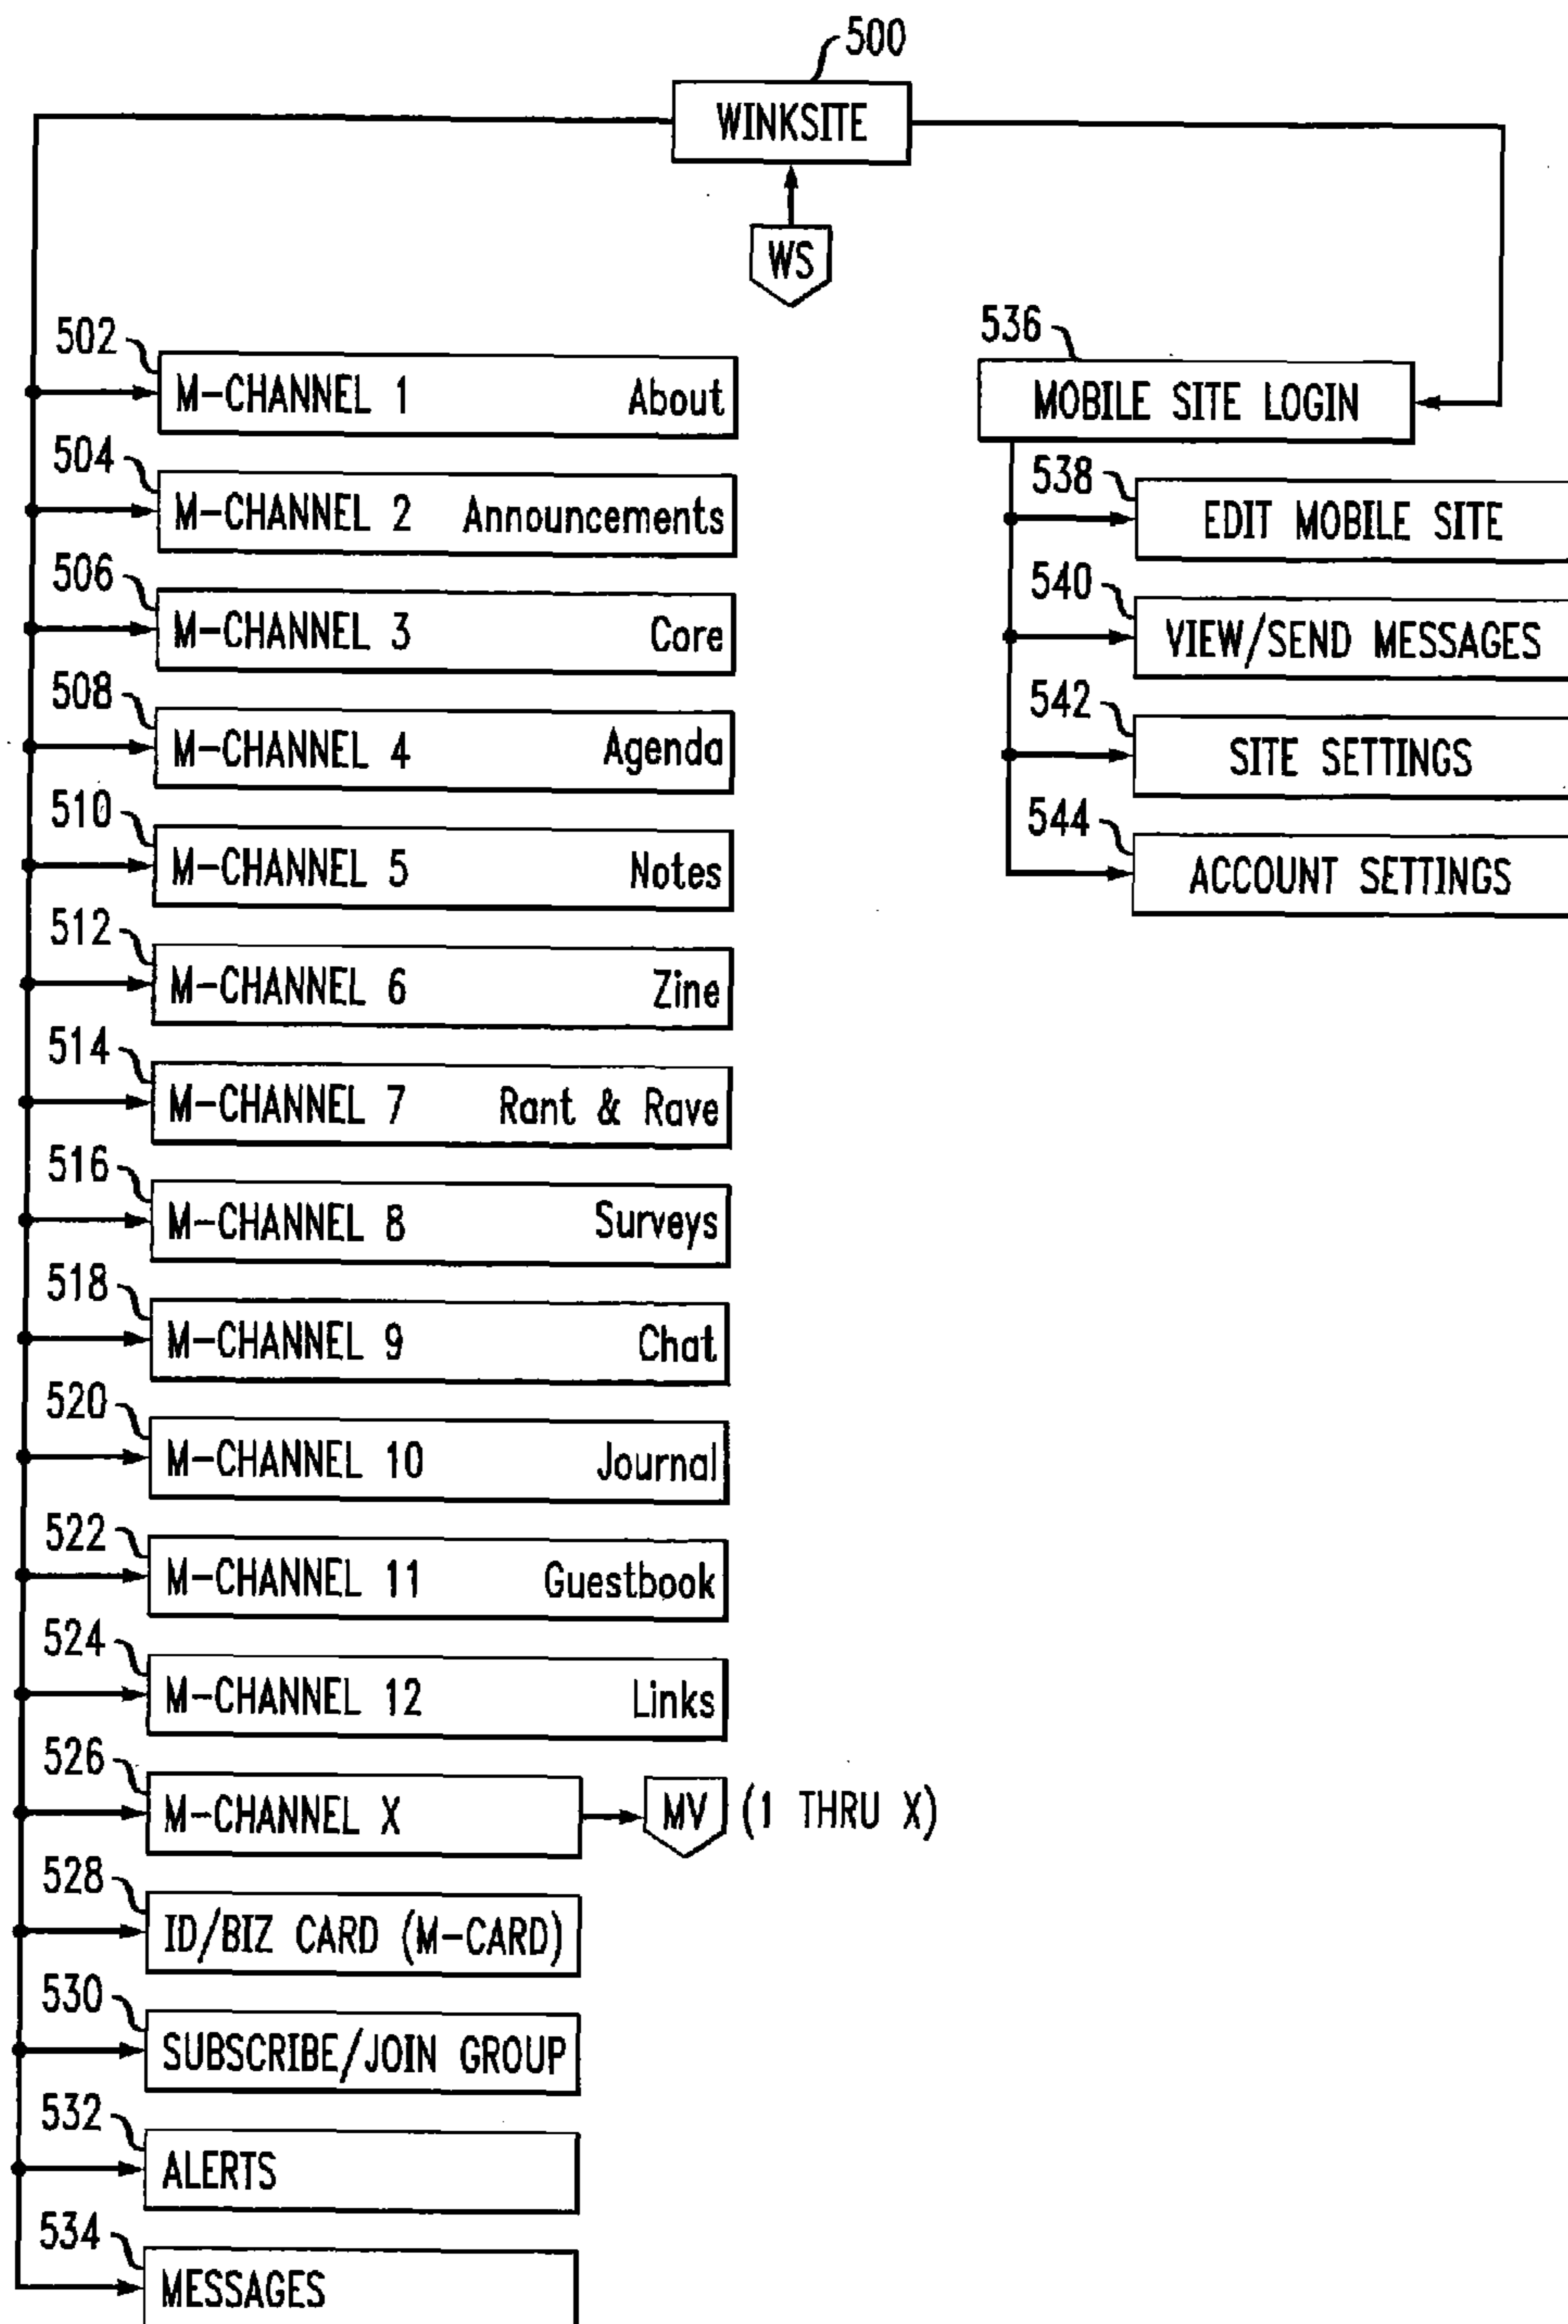 500
WINKSITE
WS
502
M-CHANNEL 1 About
504
M-CHANNEL 2 Announcements
506
M-CHANNEL 3 Core
508
M-CHANNEL 4 Agenda
510
M-CHANNEL 5 Notes
512
M-CHANNEL 6 Zine
514
M-CHANNEL 7 Rant & Rave
516
M-CHANNEL 8 Surveys
518
M-CHANNEL 9 Chat
520
M-CHANNEL 10 Journal
522
M-CHANNEL 11 Guestbook
524
M-CHANNEL 12 Links
526
M-CHANNEL X MV (1 THRU X)
528
ID/BIZ CARD (M-CARD)
530
SUBSCRIBE/JOIN GROUP
532
ALERTS
534
MESSAGES
536
MOBILE SITE LOGIN
538
EDIT MOBILE SITE
540
VIEW/SEND MESSAGES
542
SITE SETTINGS
544
ACCOUNT SETTINGS